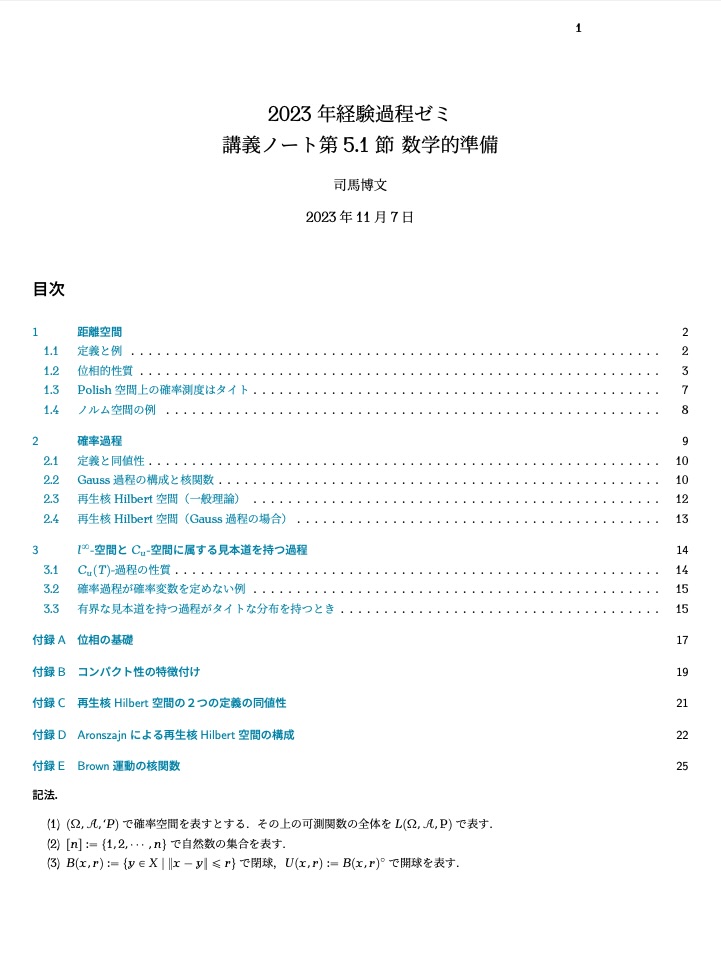 1
2023 年経験過程ゼミ
講義ノート第 5.1 節 数学的準備
司馬博文
2023 年 11 月 7 日
目次
1 距離空間 2
1.1 定義と例 . . . . . . . . . . . . . . . . . . . . 2
1.2 位相的性質 . . . . . . . . . . . . . . . . . . . . 3
1.3 Polish 空間上の確率測度はタイト . . . . . . . . . . . . . . . . . . . . 7
1.4 ノルム空間の例 . . . . . . . . . . . . . . . . . . . . 8
2 確率過程 9
2.1 定義と同値性 . . . . . . . . . . . . . . . . . . . . 10
2.2 Gauss 過程の構成と核関数 . . . . . . . . . . . . . . . . . . . . 10
2.3 再生核 Hilbert 空間（一般理論） . . . . . . . . . . . . . . . . . . . . 12
2.4 再生核 Hilbert 空間（Gauss 過程の場合） . . . . . . . . . . . . . . . . . . . . 13
3 l∞-空間と Cu-空間に属する見本道を持つ過程 14
3.1 Cu(T)-過程の性質 . . . . . . . . . . . . . . . . . . . . 14
3.2 確率過程が確率変数を定めない例 . . . . . . . . . . . . . . . . . . . . 15
3.3 有界な見本道を持つ過程がタイトな分布を持つとき . . . . . . . . . . . . . . . . . . . . 15
付録 A 位相の基礎 17
付録 B コンパクト性の特徴付け 19
付録 C 再生核 Hilbert 空間の２つの定義の同値性 21
付録 D Aronszajn による再生核 Hilbert 空間の構成 22
付録 E Brown 運動の核関数 25
記法.
(1) (Ω, 𝒜, 'P) で確率空間を表すとする．その上の可測関数の全体を L(Ω, 𝒜, P) で表す．
(2) [n] := {1, 2, ⋯ , n} で自然数の集合を表す．
(3) B(x, r) := {y ∈ X | ‖x − y‖ ⩽ r} で閉球，U(x, r) := B(x, r)° で開球を表す．